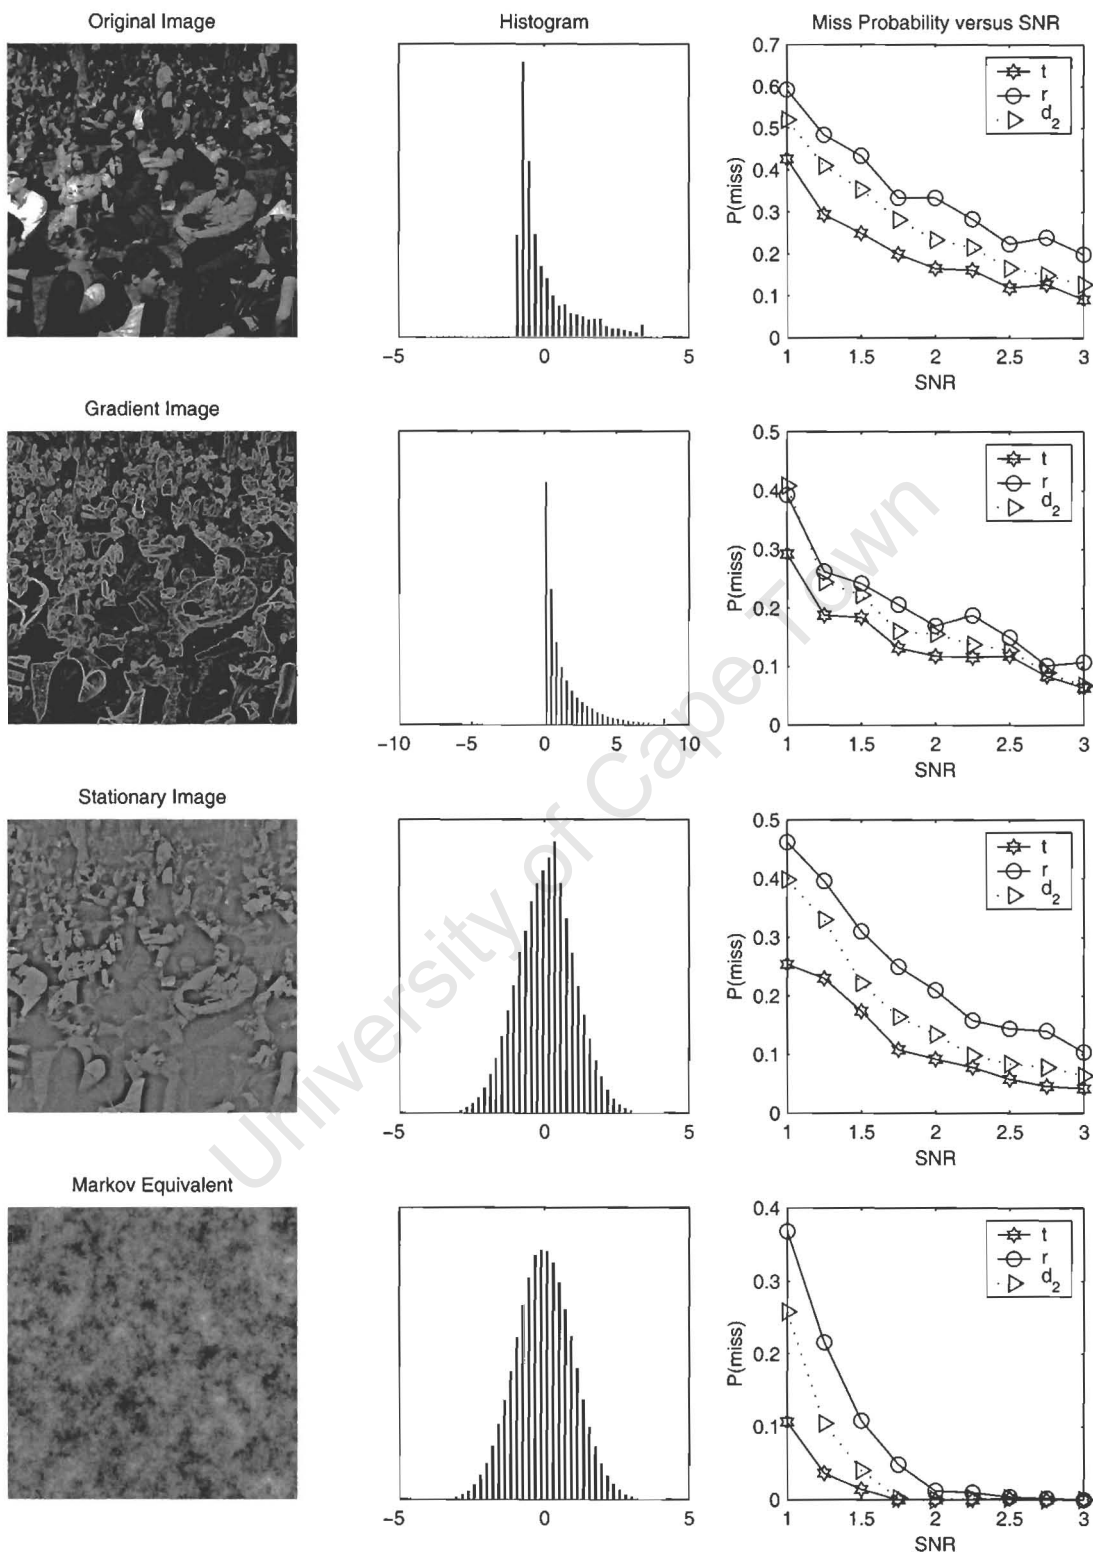 Original Image
Histogram
Miss Probability versus SNR
0.7
0.6
0.5
0.4
0.3
0.2
0.1
0
P(miss)
t
r
d2
−5
0
5
1
1.5
2
2.5
3
SNR
Gradient Image
0.5
0.4
0.3
0.2
0.1
0
P(miss)
t
r
d2
−10
−5
0
5
10
1
1.5
2
2.5
3
SNR
Stationary Image
0.5
0.4
0.3
0.2
0.1
0
P(miss)
t
r
d2
−5
0
5
1
1.5
2
2.5
3
SNR
Markov Equivalent
0.4
0.3
0.2
0.1
0
P(miss)
t
r
d2
−5
0
5
1
1.5
2
2.5
3
SNR
University of Cape Town